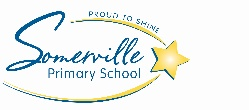 PROUD TO SHINE
Somerville
Primary School